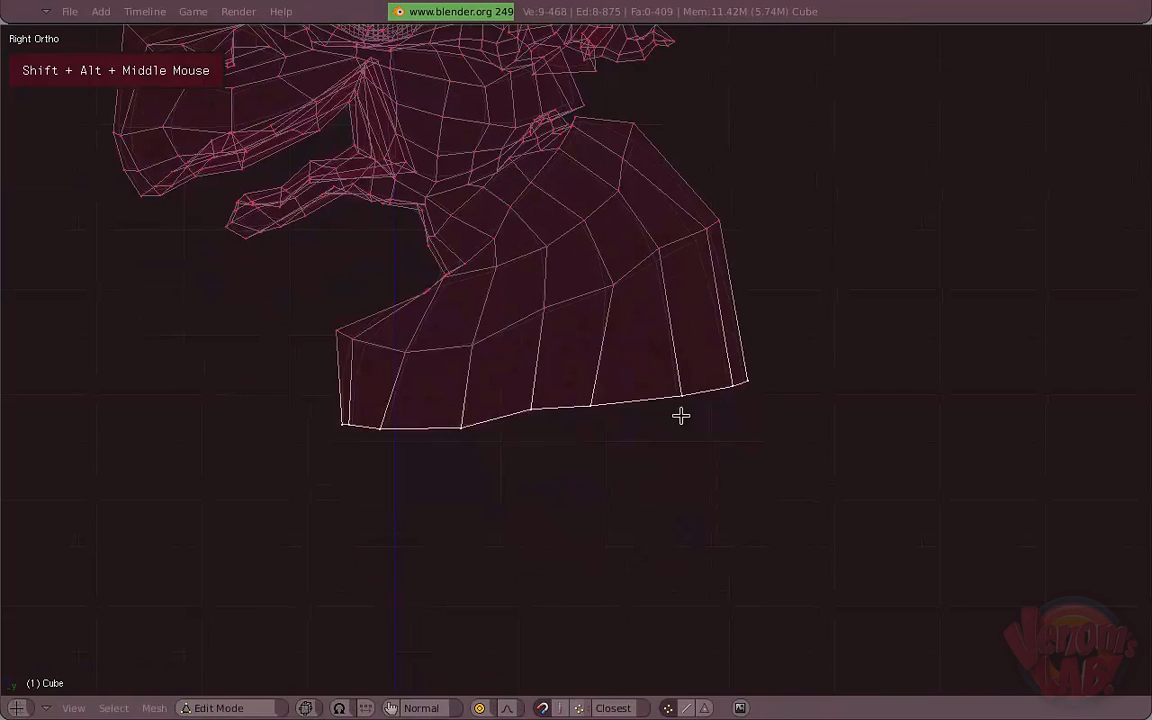 File Add Timeline Game Render Help
www.blender.org 249
Ve:9-468 | Ed:8-875 | Fa:0-409 | Mem:11.42M (5.74M) Cube
Right Ortho
Shift + Alt + Middle Mouse
Venom's
LAB!
(1) Cube
View Select Mesh Edit Mode Normal Closest